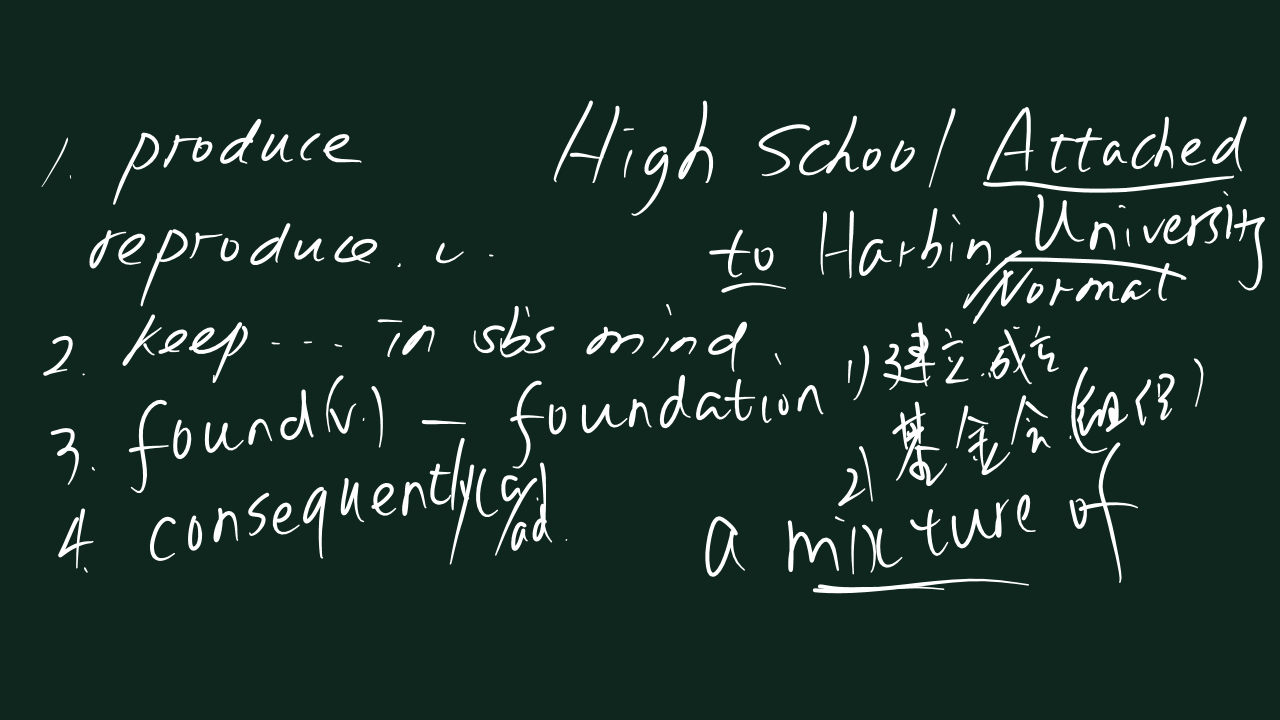 1. produce
reproduce.
2. keep ... in sb's mind.
3. found(v.) — foundation
4. consequently/(a)/ad.
High School Attached
to Harbin Normal University
1) 建立.成立
2) 基金会(组织)
a mixture of